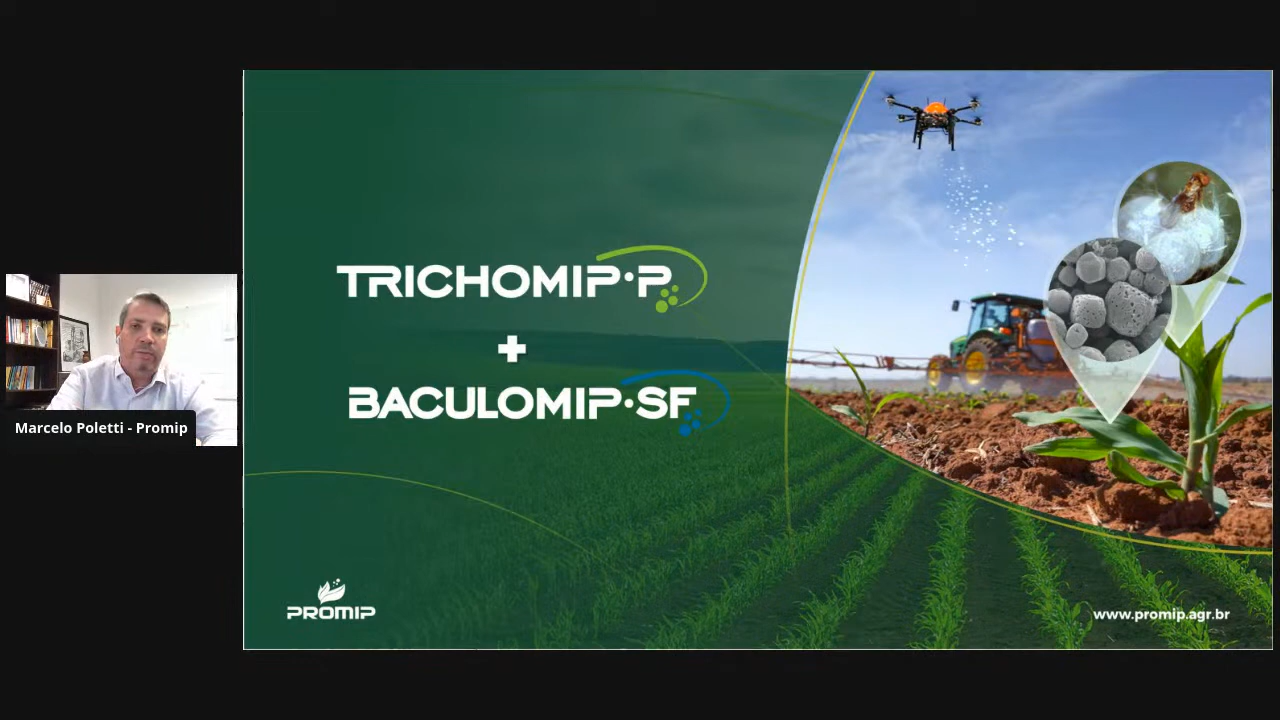 TRICHOMIP·P
+
BACULOMIP·SF
Marcelo Poletti - Promip
PROMIP
www.promip.agr.br